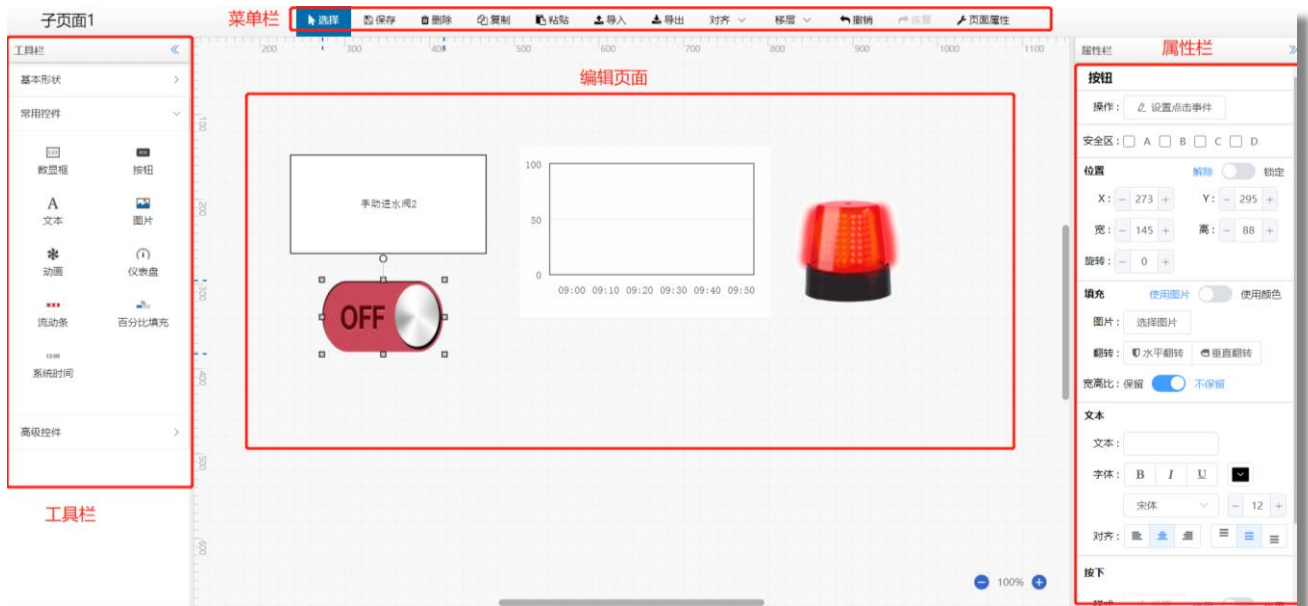 子页面1
菜单栏
选择 保存 删除 复制 粘贴 导入 导出 对齐 移层 撤销 恢复 页面属性
工具栏
基本形状
常用控件
数显框 按钮
A
文本 图片
动画 仪表盘
流动条 百分比填充
系统时间
高级控件
工具栏
200 300 400 500 600 700 800 900 1000 1100
100
200
300
400
500
600
编辑页面
手动进水阀2
OFF
100
50
0
09:00 09:10 09:20 09:30 09:40 09:50
100%
属性栏
属性栏
按钮
操作: 设置点击事件
安全区: A B C D
位置 解除 锁定
X: - 273 + Y: - 295 +
宽: - 145 + 高: - 88 +
旋转: - 0 +
填充 使用图片 使用颜色
图片: 选择图片
翻转: 水平翻转 垂直翻转
宽高比: 保留 不保留
文本
文本:
字体: B I U
宋体 - 12 +
对齐:
按下